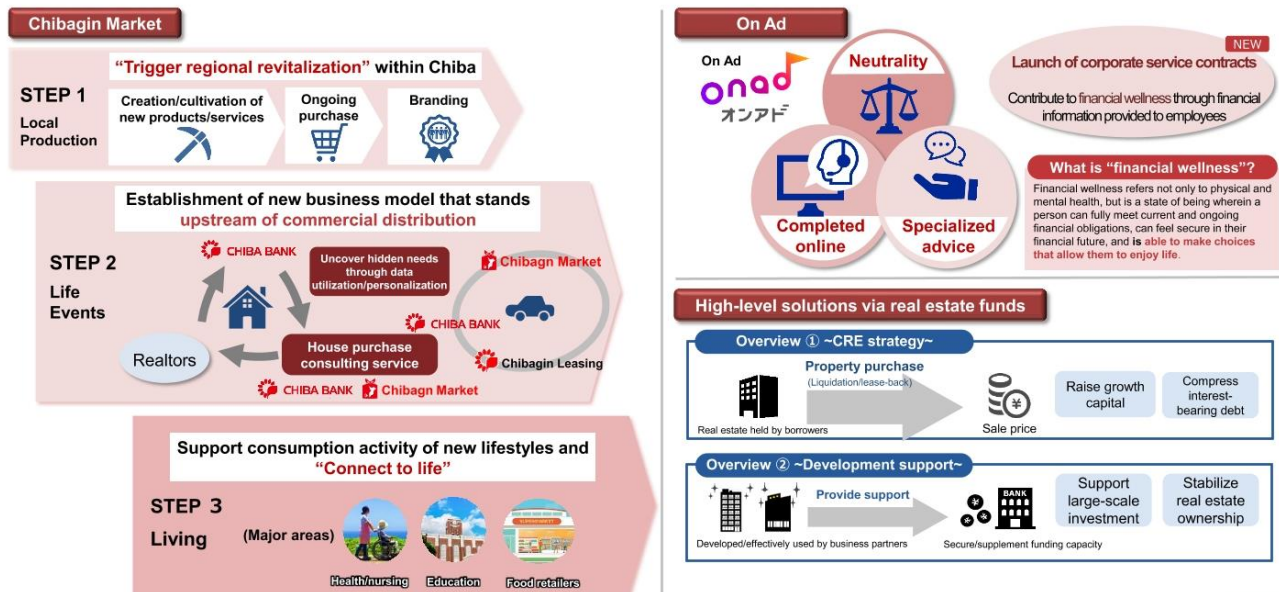 Chibagin Market
“Trigger regional revitalization” within Chiba
STEP 1
Local
Production
Creation/cultivation of
new products/services
Ongoing
purchase
Branding
Establishment of new business model that stands
upstream of commercial distribution
STEP 2
Life
Events
CHIBA BANK
Uncover hidden needs
through data
utilization/personalization
Chibagn Market
CHIBA BANK
Realtors
House purchase
consulting service
Chibagin Leasing
CHIBA BANK
Chibagn Market
Support consumption activity of new lifestyles and
“Connect to life”
STEP 3
Living
(Major areas)
Health/nursing
Education
Food retailers
On Ad
On Ad
onad
オンアド
Neutrality
Completed
online
Specialized
advice
NEW
Launch of corporate service contracts
Contribute to financial wellness through financial
information provided to employees
What is “financial wellness”?
Financial wellness refers not only to physical and
mental health, but is a state of being wherein a
person can fully meet current and ongoing
financial obligations, can feel secure in their
financial future, and is able to make choices
that allow them to enjoy life.
High-level solutions via real estate funds
Overview ① ~CRE strategy~
Property purchase
(Liquidation/lease-back)
Real estate held by borrowers
¥
Sale price
Raise growth
capital
Compress
interest-
bearing debt
Overview ② ~Development support~
Provide support
Developed/effectively used by business partners
BANK
Secure/supplement funding capacity
Support
large-scale
investment
Stabilize
real estate
ownership